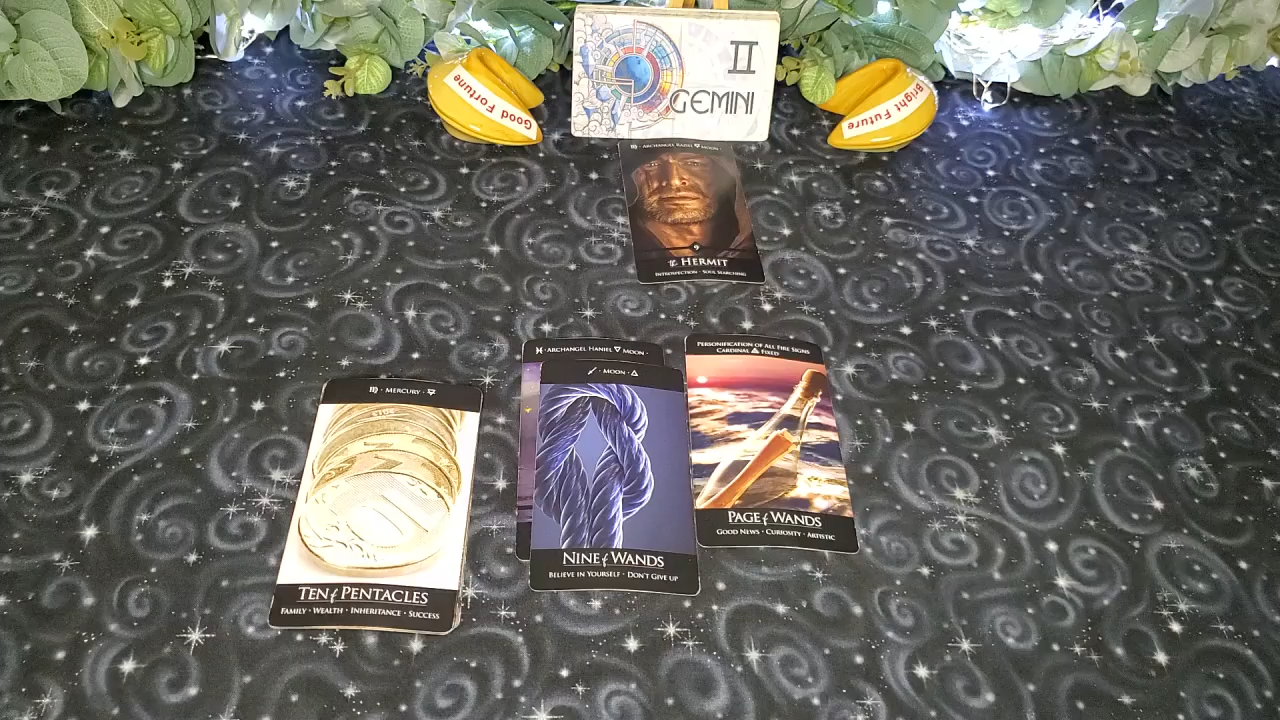 Good Fortune
II
GEMINI
Bright Future
ARCHANGEL RAZIEL MOON
9
the HERMIT
INTROSPECTION · SOUL SEARCHING
· MERCURY ·
TEN of PENTACLES
FAMILY · WEALTH · INHERITANCE · SUCCESS
· ARCHANGEL HANIEL MOON ·
· MOON ·
NINE of WANDS
BELIEVE IN YOURSELF · DON'T GIVE UP
PERSONIFICATION OF ALL FIRE SIGNS
CARDINAL FIXED
PAGE of WANDS
GOOD NEWS · CURIOSITY · ARTISTIC